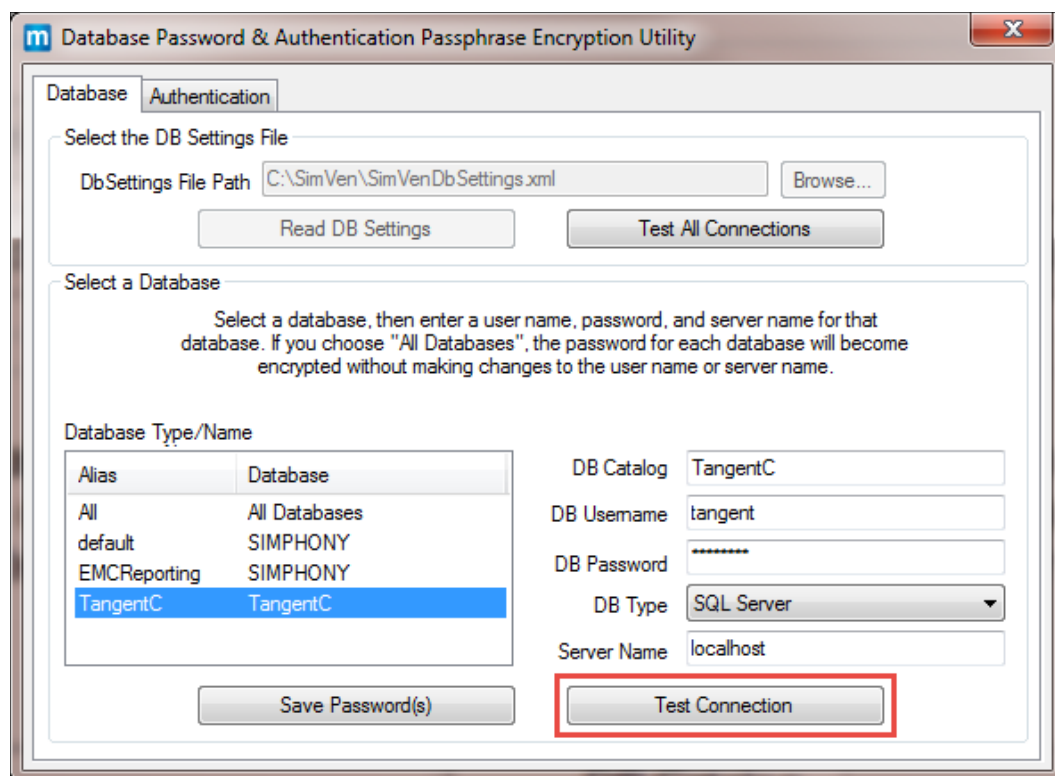 m Database Password & Authentication Passphrase Encryption Utility
X
Database Authentication
Select the DB Settings File
DbSettings File Path C:\SimVen\SimVenDbSettings.xml Browse...
Read DB Settings Test All Connections
Select a Database
Select a database, then enter a user name, password, and server name for that
database. If you choose "All Databases", the password for each database will become
encrypted without making changes to the user name or server name.
Database Type/Name
Alias Database
All All Databases
default SIMPHONY
EMCReporting SIMPHONY
TangentC TangentC
DB Catalog TangentC
DB Username tangent
DB Password ********
DB Type SQL Server
Server Name localhost
Save Password(s) Test Connection